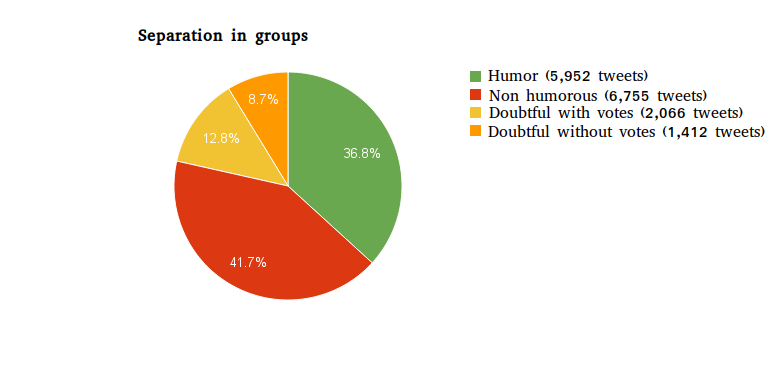 Separation in groups
Humor (5,952 tweets)
Non humorous (6,755 tweets)
Doubtful with votes (2,066 tweets)
Doubtful without votes (1,412 tweets)
8.7%
12.8%
36.8%
41.7%